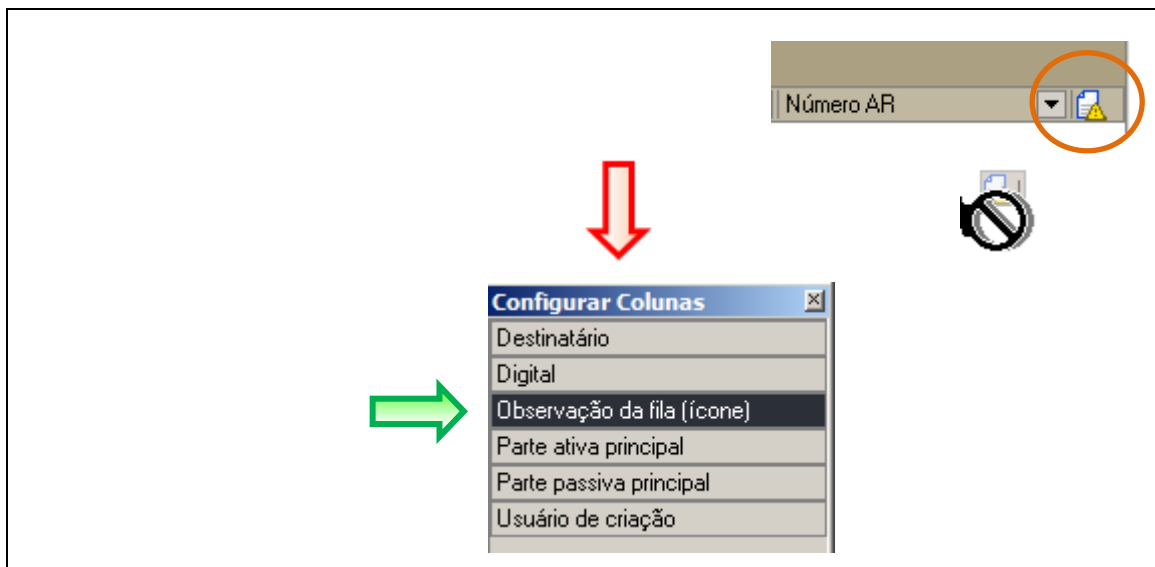 Número AR
Configurar Colunas
Destinatário
Digital
Observação da fila (ícone)
Parte ativa principal
Parte passiva principal
Usuário de criação